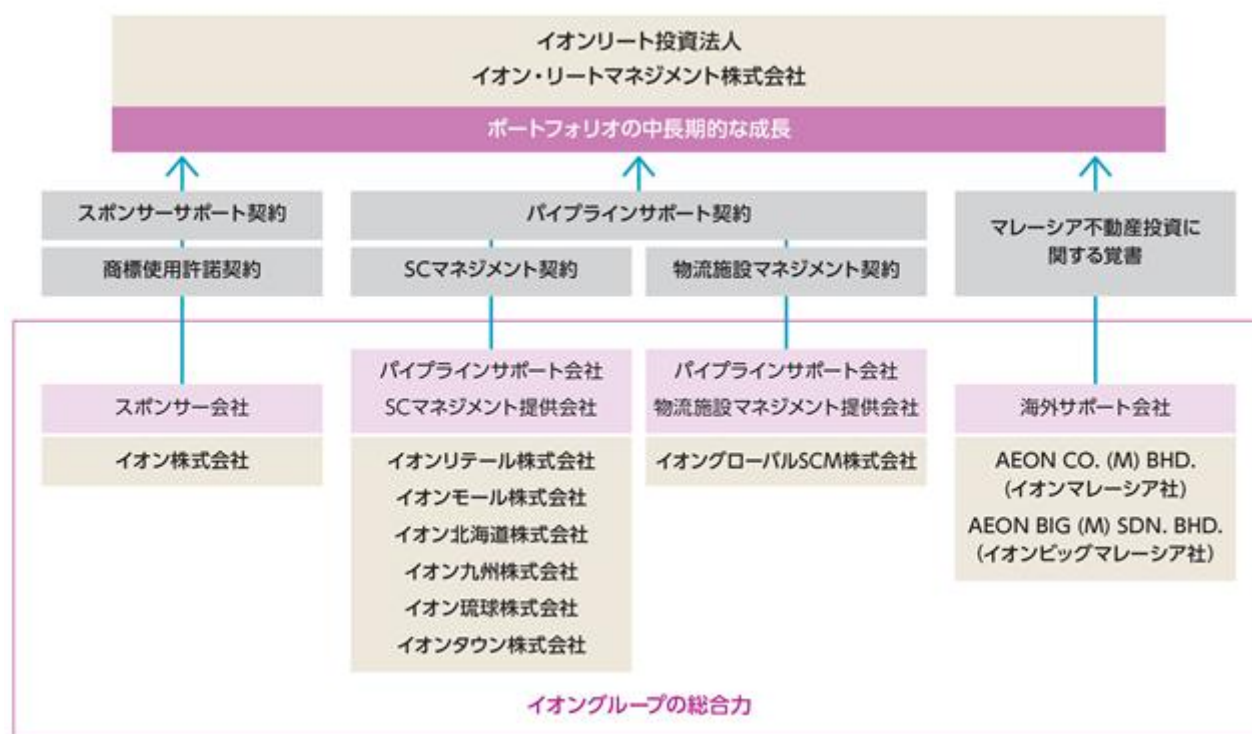 イオンリート投資法人
イオン・リートマネジメント株式会社
ポートフォリオの中長期的な成長
スポンサーサポート契約
商標使用許諾契約
パイプラインサポート契約
SCマネジメント契約
物流施設マネジメント契約
マレーシア不動産投資に
関する覚書
スポンサー会社
イオン株式会社
パイプラインサポート会社
SCマネジメント提供会社
イオンリテール株式会社
イオンモール株式会社
イオン北海道株式会社
イオン九州株式会社
イオン琉球株式会社
イオンタウン株式会社
パイプラインサポート会社
物流施設マネジメント提供会社
イオングローバルSCM株式会社
海外サポート会社
AEON CO. (M) BHD.
（イオンマレーシア社）
AEON BIG (M) SDN. BHD.
（イオンビッグマレーシア社）
イオングループの総合力